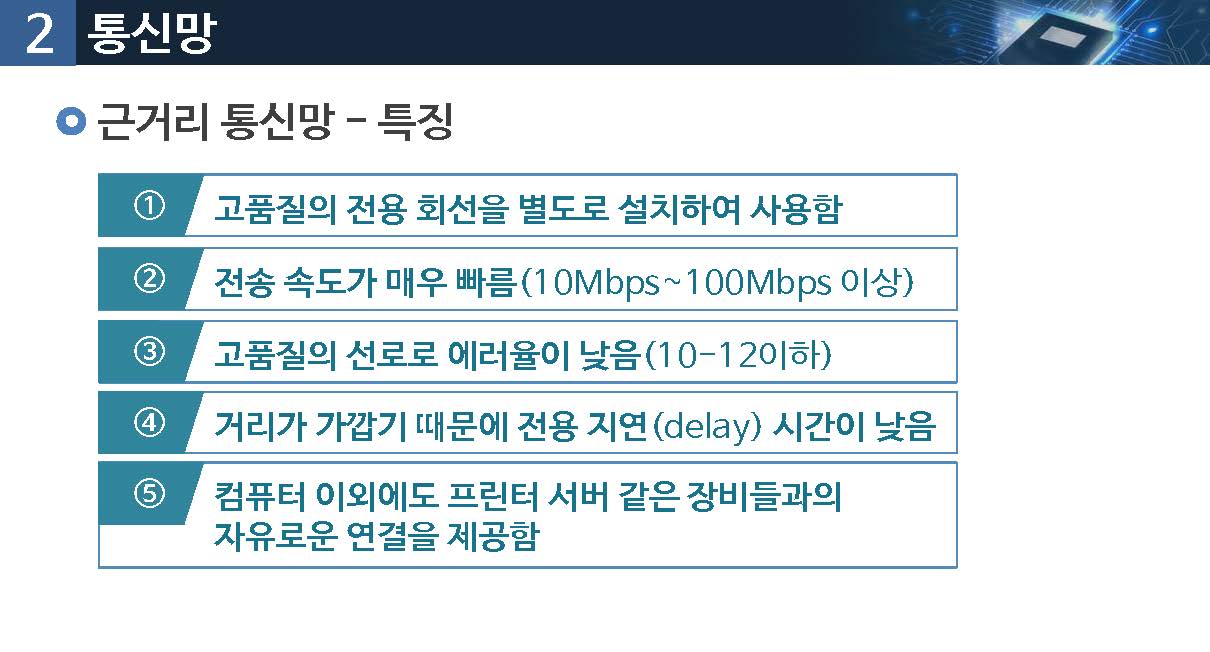 2 통신망
근거리 통신망 - 특징
① 고품질의 전용 회선을 별도로 설치하여 사용함
② 전송 속도가 매우 빠름(10Mbps~100Mbps 이상)
③ 고품질의 선로로 에러율이 낮음(10-12이하)
④ 거리가 가깝기 때문에 전용 지연(delay) 시간이 낮음
⑤ 컴퓨터 이외에도 프린터 서버 같은 장비들과의
자유로운 연결을 제공함